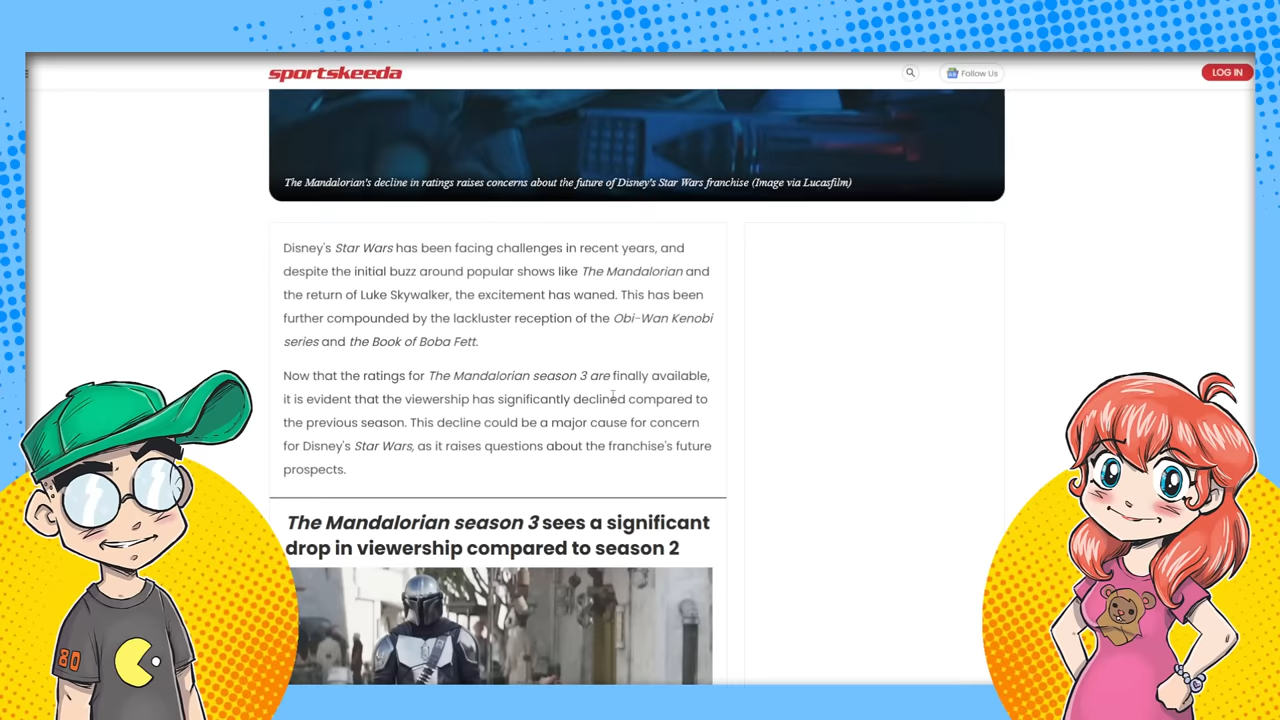 sportskeeda
Follow Us
LOG IN
The Mandalorian's decline in ratings raises concerns about the future of Disney's Star Wars franchise (Image via Lucasfilm)
Disney's Star Wars has been facing challenges in recent years, and
despite the initial buzz around popular shows like The Mandalorian and
the return of Luke Skywalker, the excitement has waned. This has been
further compounded by the lackluster reception of the Obi-Wan Kenobi
series and the Book of Boba Fett.
Now that the ratings for The Mandalorian season 3 are finally available,
it is evident that the viewership has significantly declined compared to
the previous season. This decline could be a major cause for concern
for Disney's Star Wars, as it raises questions about the franchise's future
prospects.
The Mandalorian season 3 sees a significant
drop in viewership compared to season 2
80